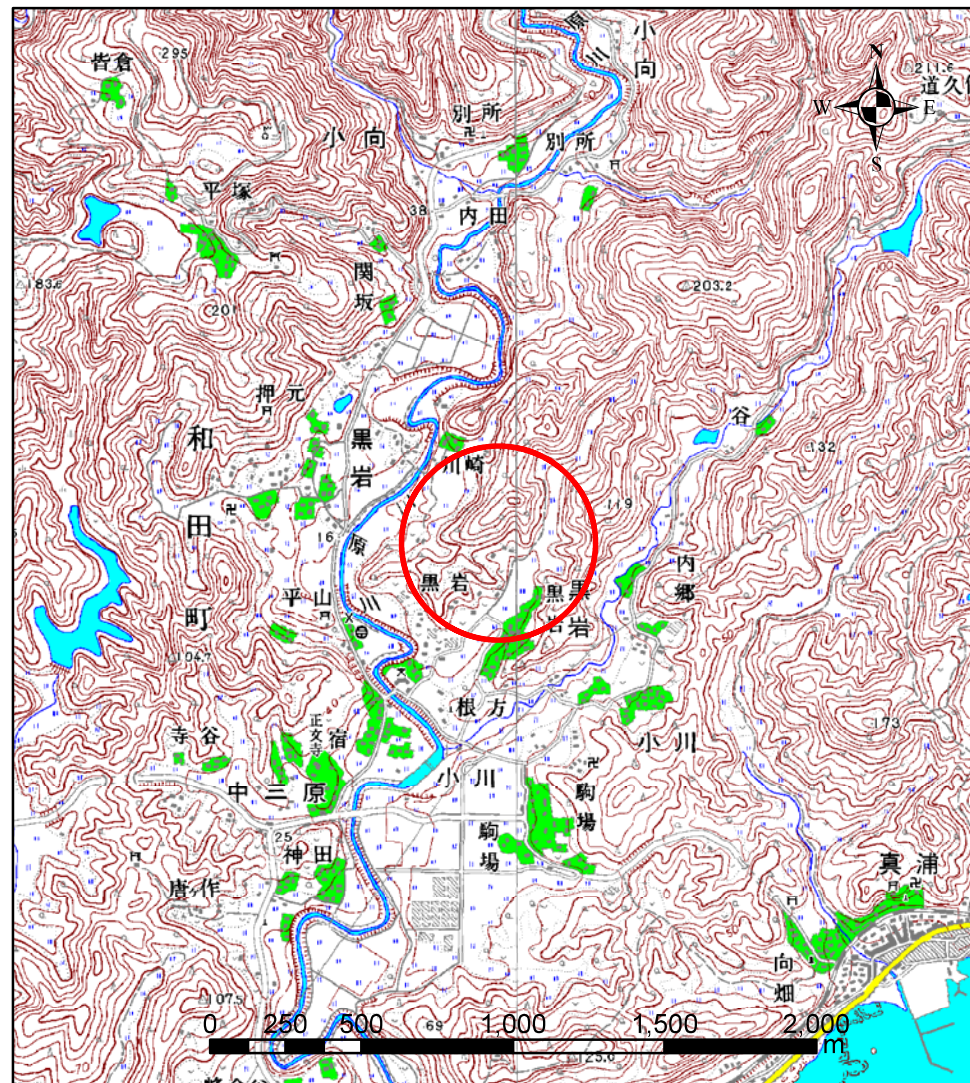 小向
原川
皆倉
295
別所
小向
別所
N
W
E
S
211.6
平塚
38
内田
関坂
183.6
201
203.2
押元
和田町
黒岩
川崎
谷
132
119
16
原川
黒岩
黒岩
内郷
平山
104.7
173
根方
小川
寺谷
正文寺
宿
中三原
小川
駒場
駒場
25
神田
唐作
真浦
向畑
107.5
69
125.6
0
250
500
1,000
1,500
2,000
m